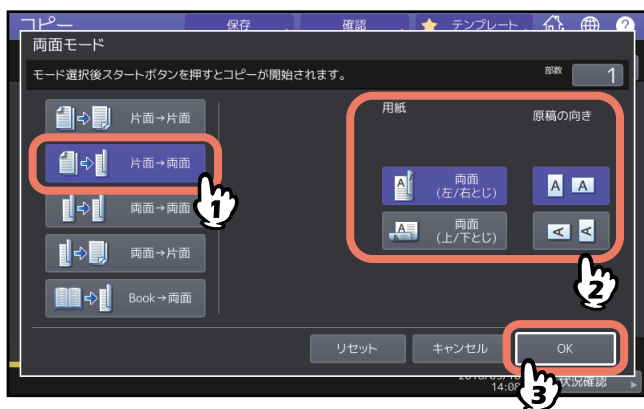 コピー 保存 確認 テンプレート ?
両面モード
モード選択後スタートボタンを押すとコピーが開始されます。 部数 1
用紙 原稿の向き
片面→片面
片面→両面
両面→両面
両面→片面
Book→両面
両面
(左/右とじ)
A A A
両面
(上/下とじ)
A A A
1
2
リセット キャンセル OK
3
14:08 状況確認